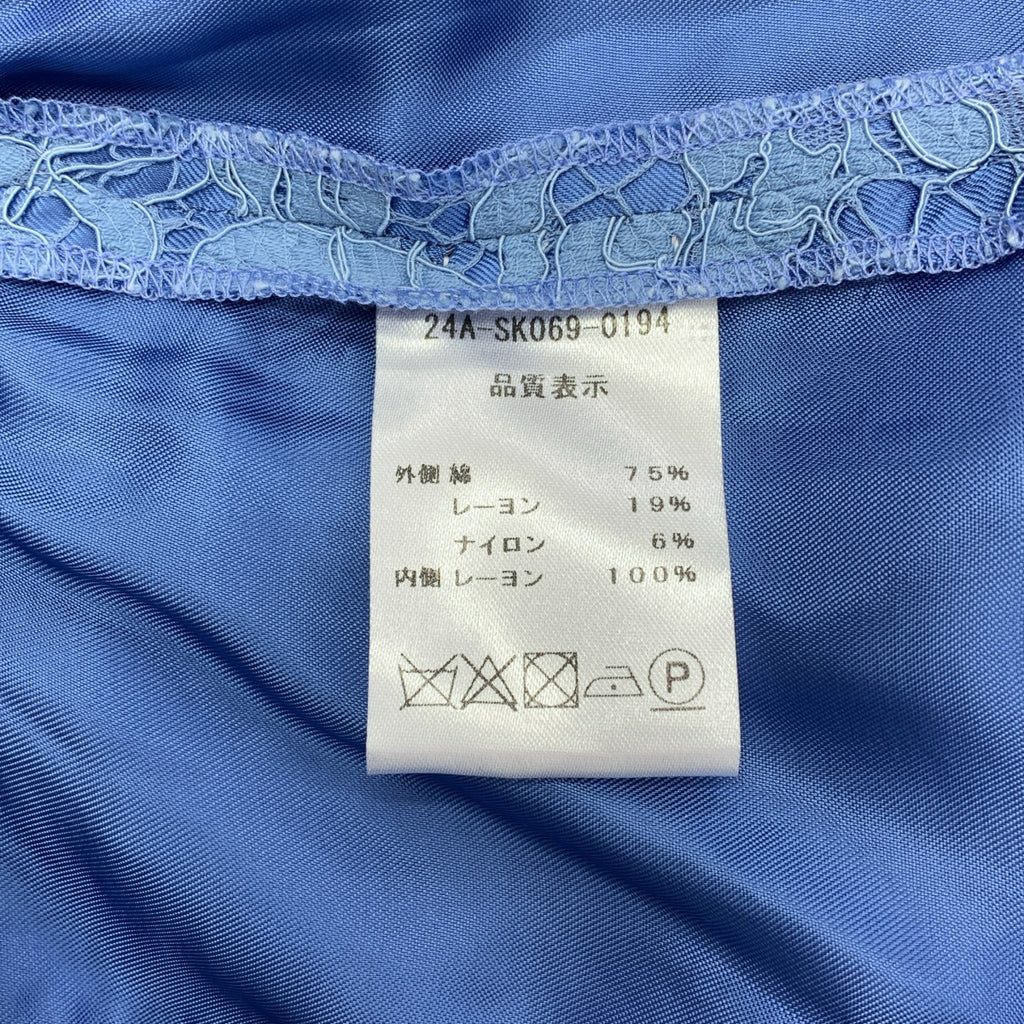 24A-SK069-0194
品質表示
外側 綿 75%
レーヨン 19%
ナイロン 6%
内側 レーヨン 100%
P